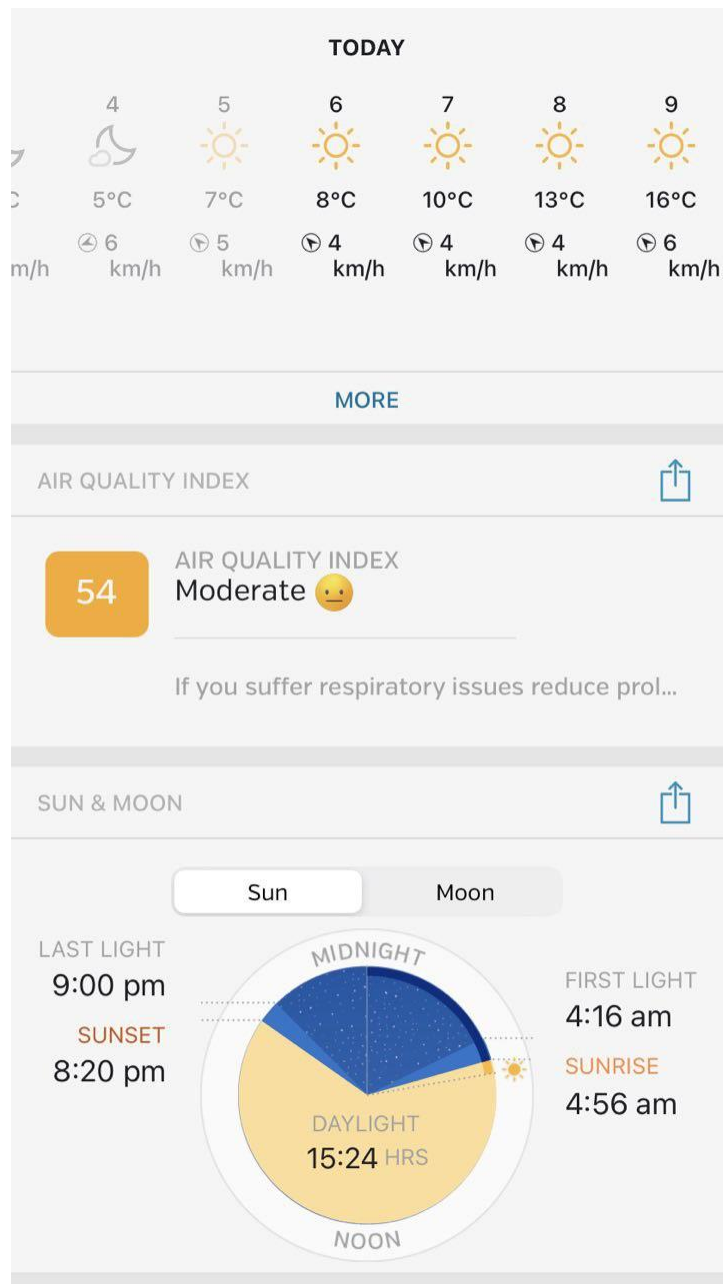 TODAY
4 5 6 7 8 9
C 5°C 7°C 8°C 10°C 13°C 16°C
6 5 4 4 4 6
m/h km/h km/h km/h km/h km/h km/h
MORE
AIR QUALITY INDEX
54
AIR QUALITY INDEX
Moderate
If you suffer respiratory issues reduce prol...
SUN & MOON
Sun Moon
LAST LIGHT
9:00 pm
SUNSET
8:20 pm
MIDNIGHT
DAYLIGHT
15:24 HRS
NOON
FIRST LIGHT
4:16 am
SUNRISE
4:56 am